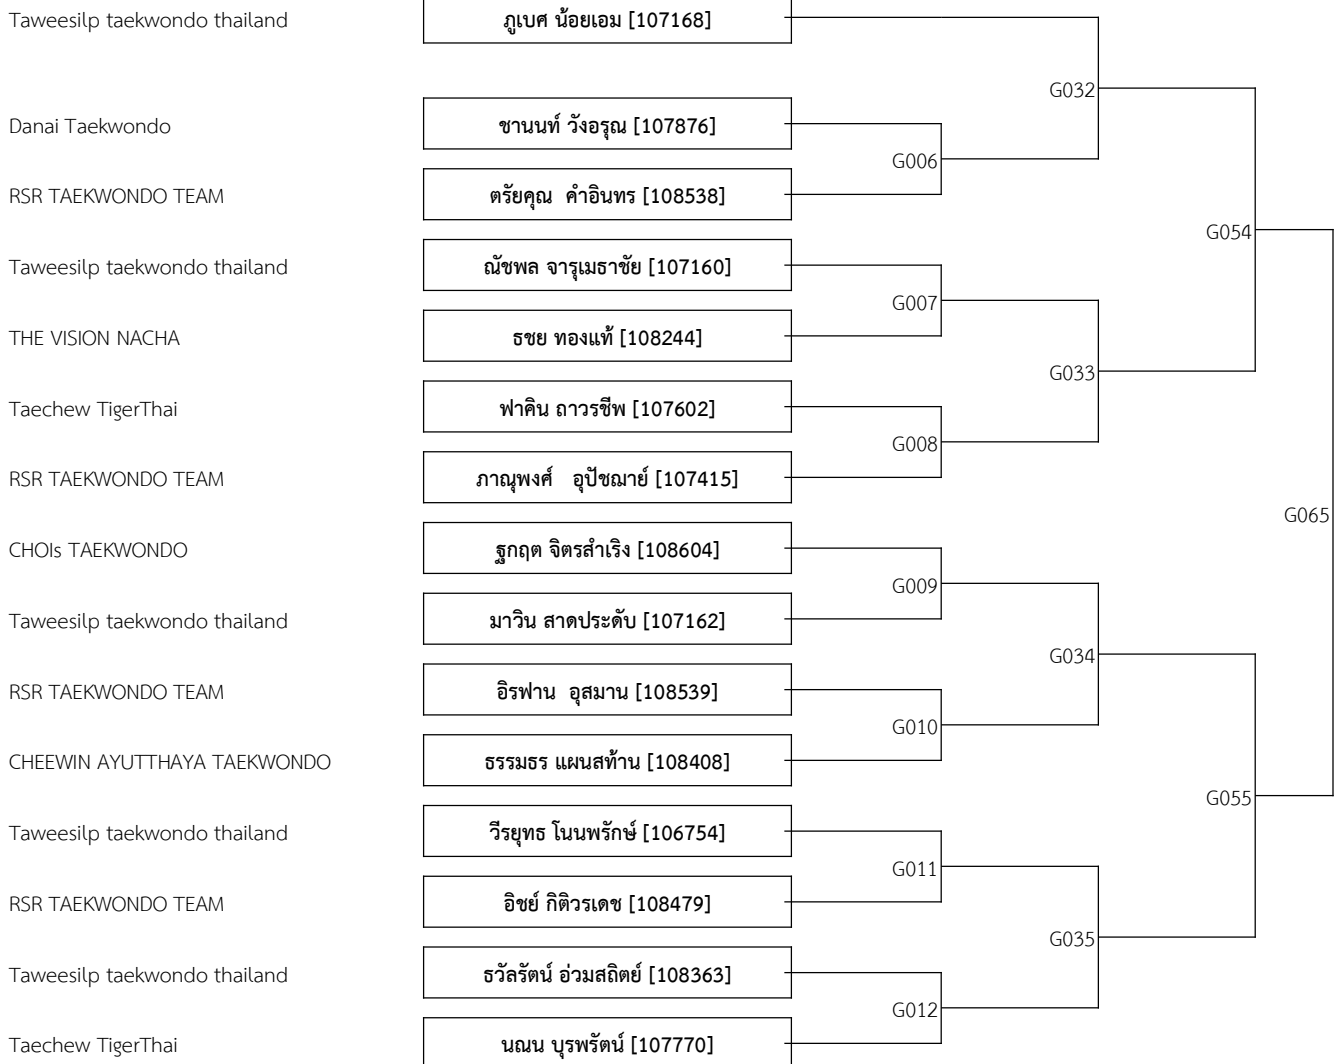 Taweesilp taekwondo thailand ภูเบศ น้อยเอม [107168]
G032
Danai Taekwondo ชานนท์ วังอรุณ [107876]
G006
RSR TAEKWONDO TEAM ตรัยคุณ คำอินทร [108538]
G054
Taweesilp taekwondo thailand ณัชพล จารุเมธาชัย [107160]
G007
THE VISION NACHA ธชย ทองแท้ [108244]
G033
Taechew TigerThai ฟาคิน ถาวรชีพ [107602]
G008
RSR TAEKWONDO TEAM ภาณุพงศ์ อุปัชฌาย์ [107415]
G065
CHOIs TAEKWONDO ฐกฤต จิตรสำเริง [108604]
G009
Taweesilp taekwondo thailand มาวิน สาดประดับ [107162]
G034
RSR TAEKWONDO TEAM อิรฟาน อุสมาน [108539]
G010
CHEEWIN AYUTTHAYA TAEKWONDO ธรรมธร แผนสท้าน [108408]
G055
Taweesilp taekwondo thailand วีรยุทธ โนนพรักษ์ [106754]
G011
RSR TAEKWONDO TEAM อิชย์ กิติวรเดช [108479]
G035
Taweesilp taekwondo thailand ธวัลรัตน์ อ่วมสถิตย์ [108363]
G012
Taechew TigerThai นณน บุรพรัตน์ [107770]